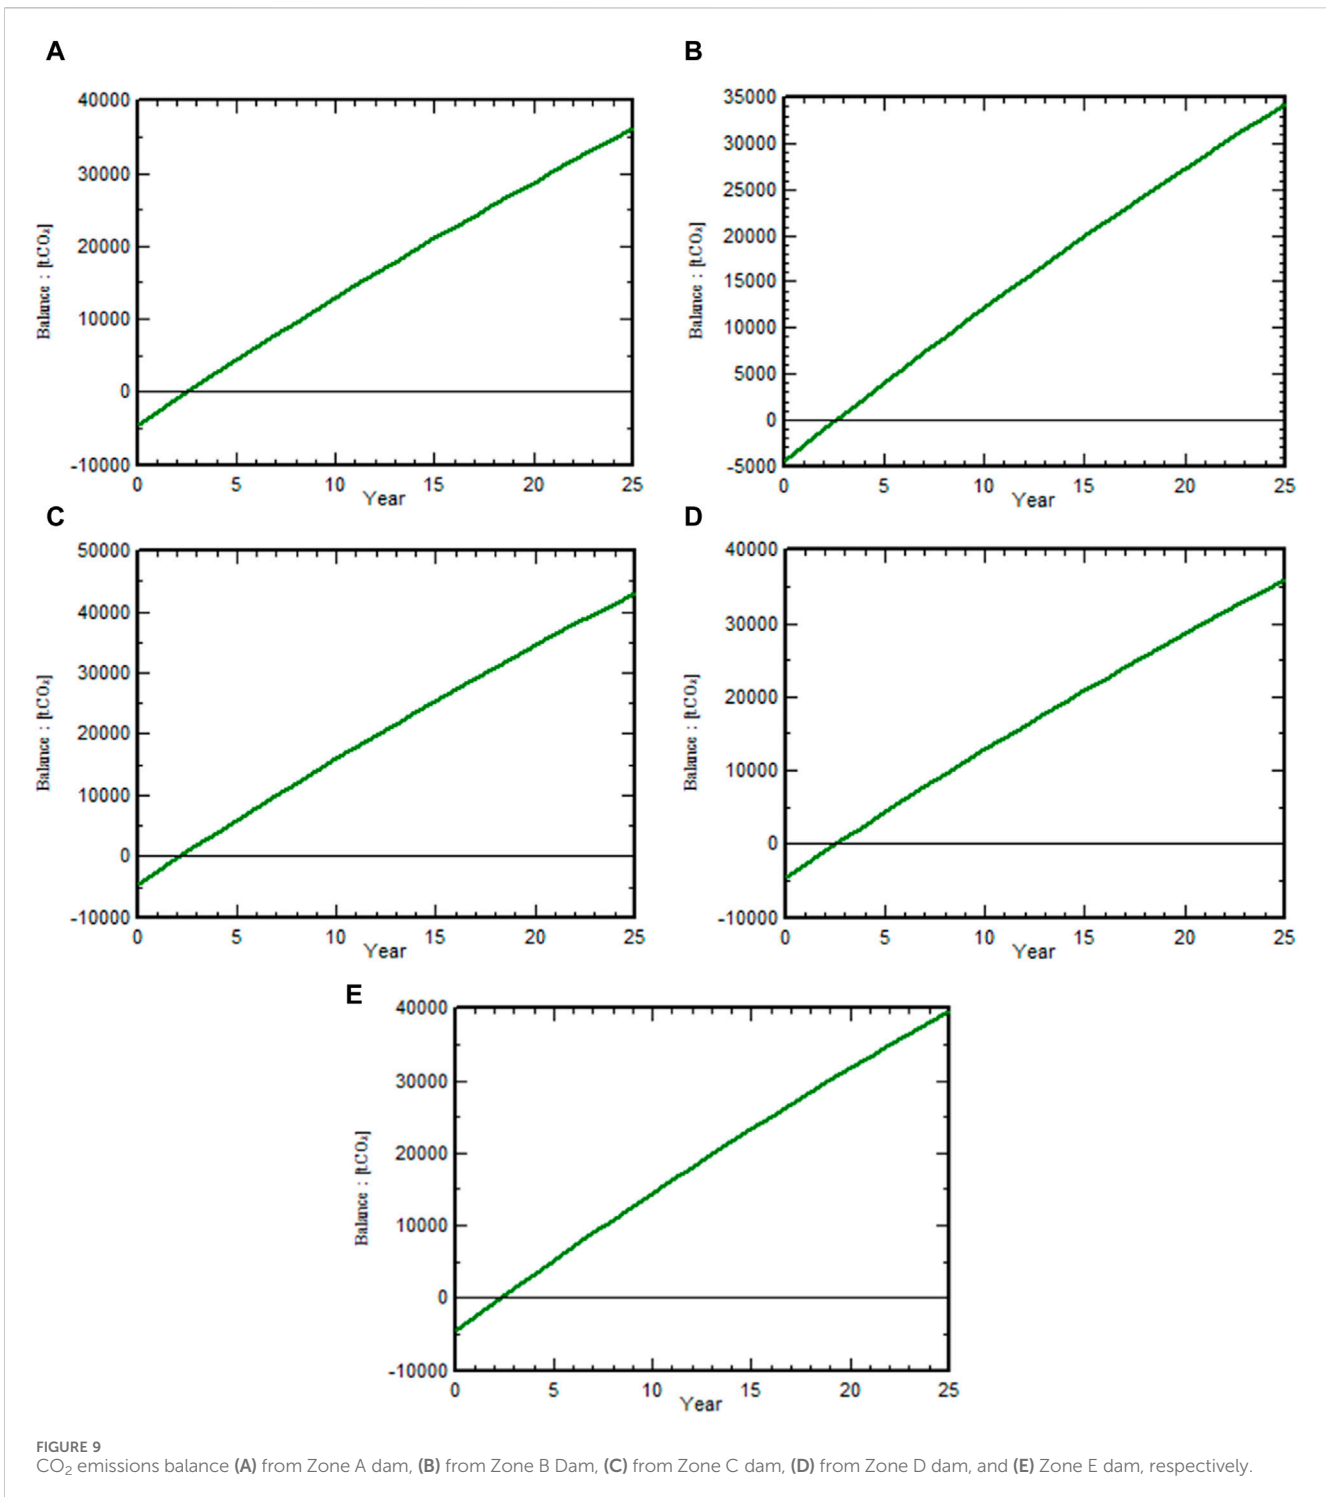 A
40000
30000
20000
10000
0
-10000
Balance : [tCO₂]
0 5 10 15 20 25
Year
B
35000
30000
25000
20000
15000
10000
5000
0
-5000
Balance : [tCO₂]
0 5 10 15 20 25
Year
C
50000
40000
30000
20000
10000
0
-10000
Balance : [tCO₂]
0 5 10 15 20 25
Year
D
40000
30000
20000
10000
0
-10000
Balance : [tCO₂]
0 5 10 15 20 25
Year
E
40000
30000
20000
10000
0
-10000
Balance : [tCO₂]
0 5 10 15 20 25
Year
FIGURE 9
CO₂ emissions balance (A) from Zone A dam, (B) from Zone B Dam, (C) from Zone C dam, (D) from Zone D dam, and (E) Zone E dam, respectively.